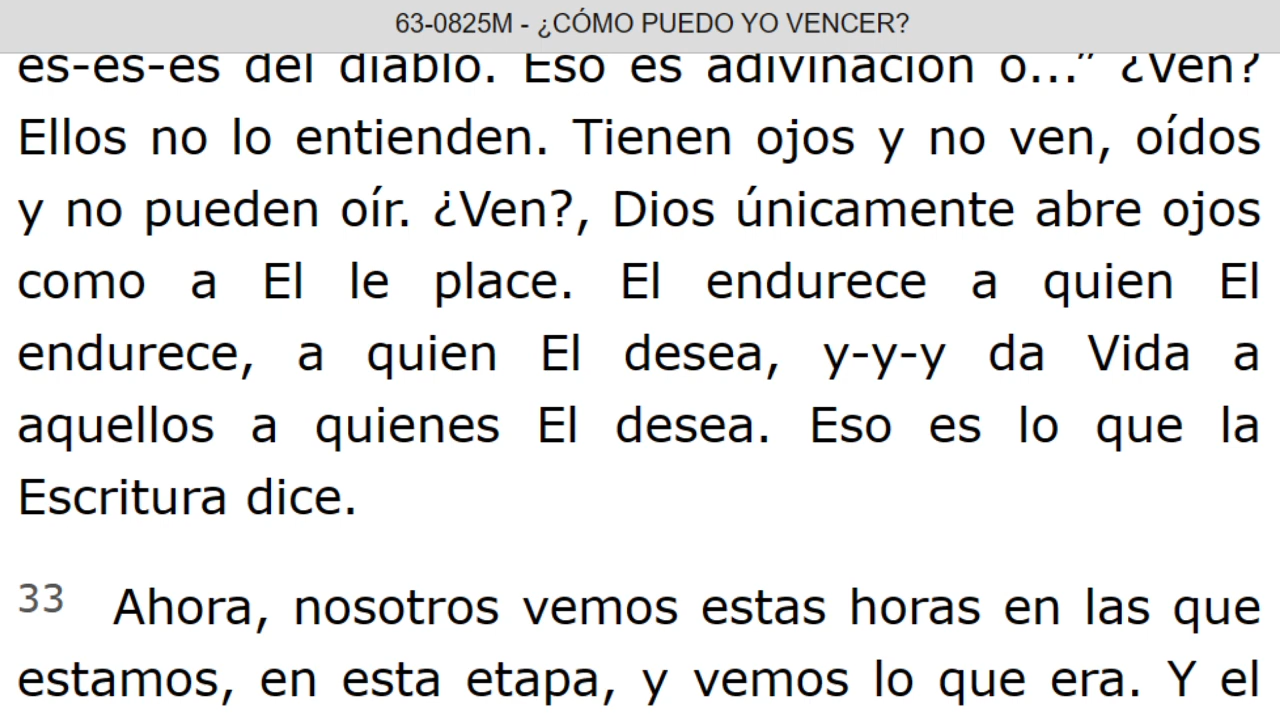 63-0825M - ¿CÓMO PUEDO YO VENCER?
es-es-es del diablo. Eso es adivinación o...” ¿Ven?
Ellos no lo entienden. Tienen ojos y no ven, oídos
y no pueden oír. ¿Ven?, Dios únicamente abre ojos
como a El le place. El endurece a quien El
endurece, a quien El desea, y-y-y da Vida a
aquellos a quienes El desea. Eso es lo que la
Escritura dice.
33 Ahora, nosotros vemos estas horas en las que
estamos, en esta etapa, y vemos lo que era. Y el